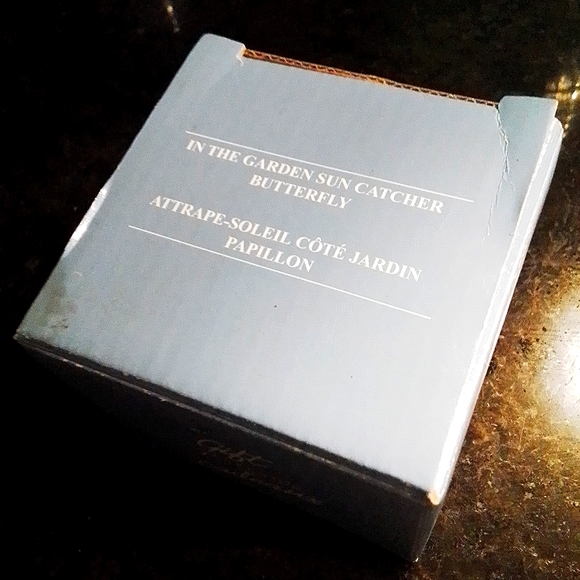 IN THE GARDEN SUN CATCHER
BUTTERFLY
ATTRAPE-SOLEIL CÔTÉ JARDIN
PAPILLON